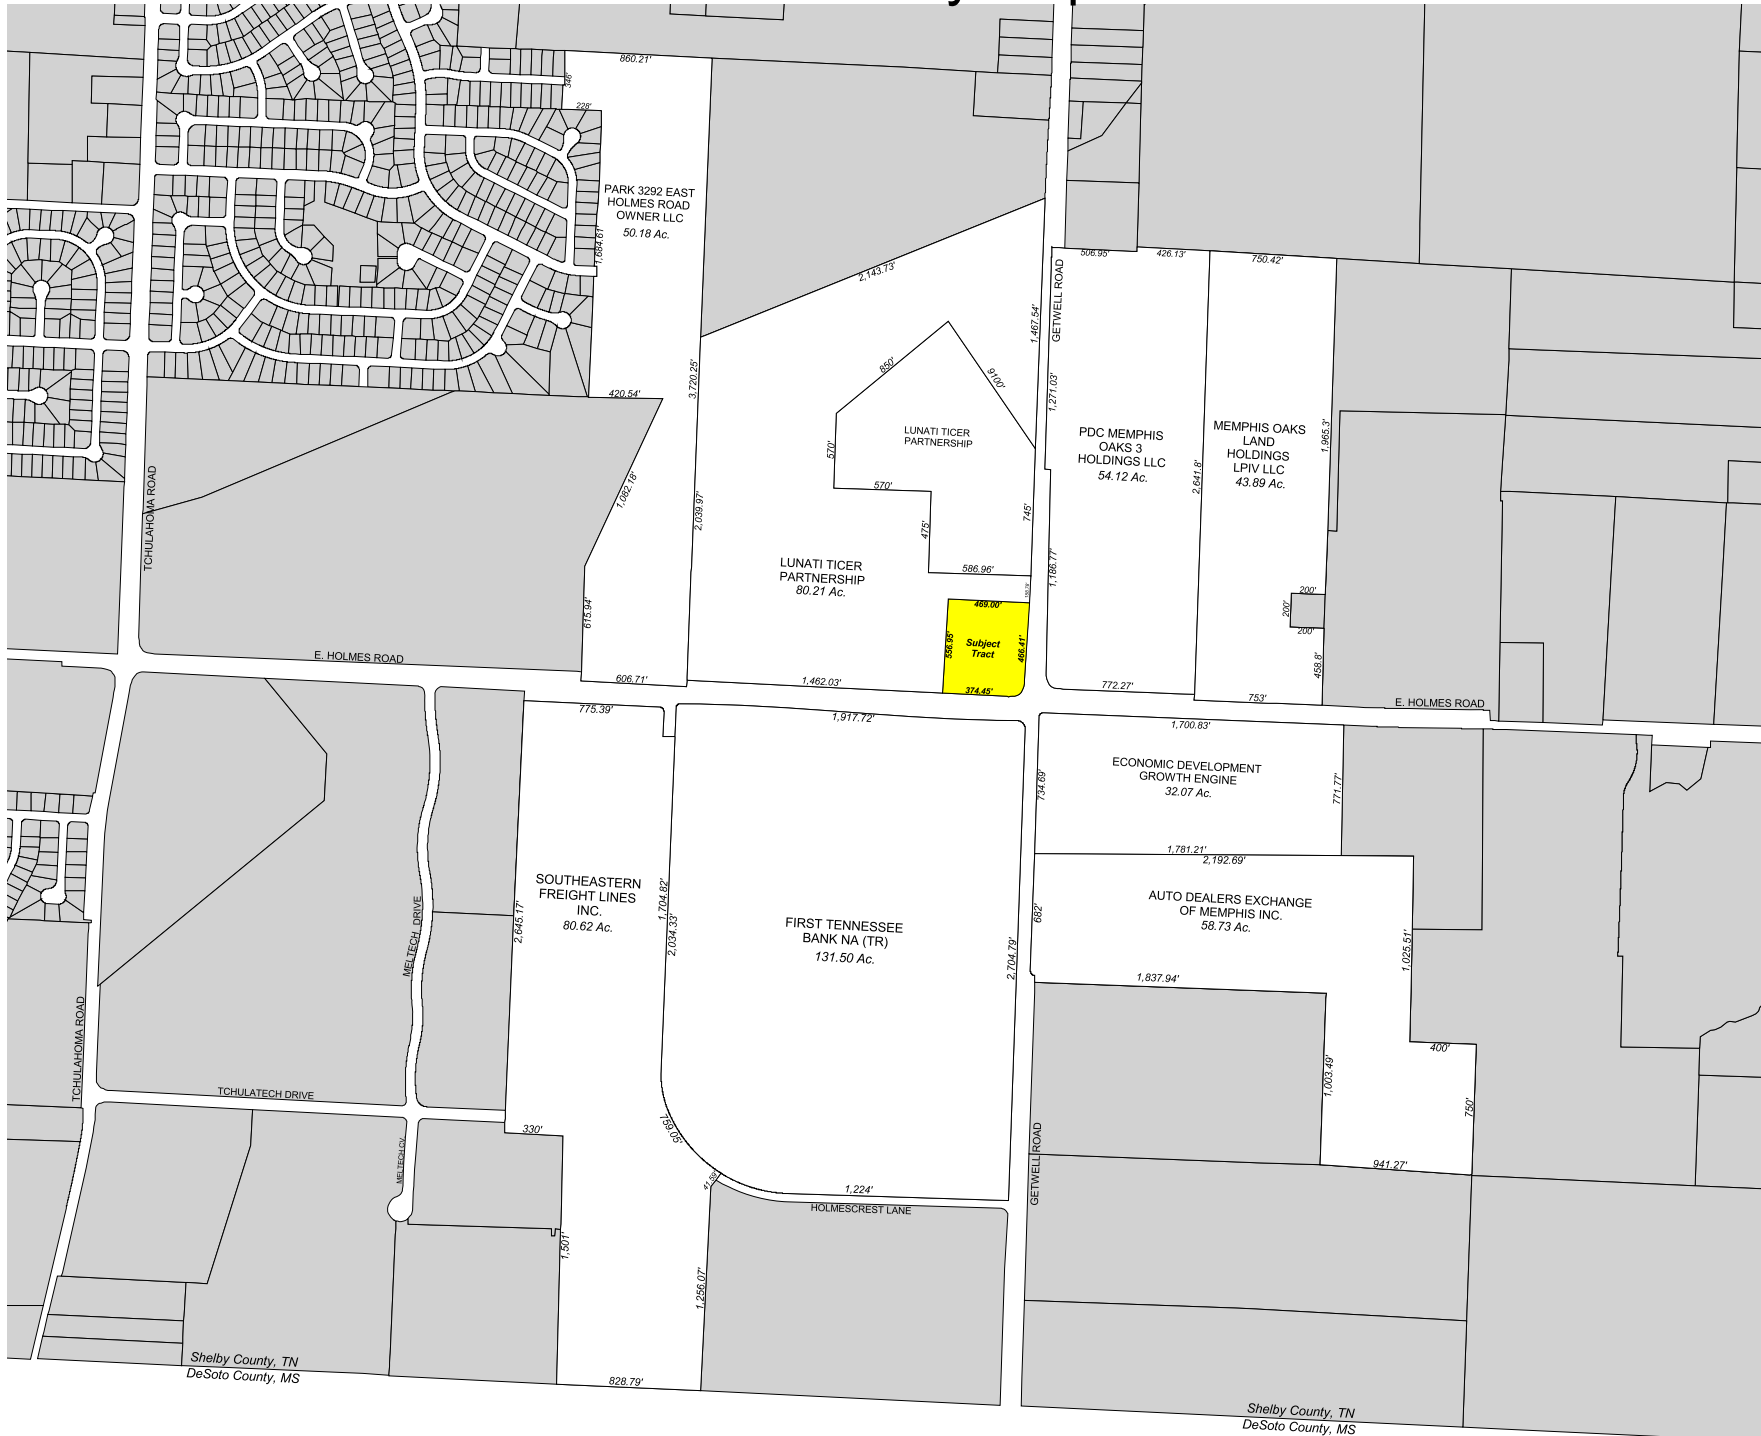 860.21'
346'
228'
PARK 3292 EAST
HOLMES ROAD
OWNER LLC
50.18 Ac.
1,684.61'
2,143.73'
506.95'
426.13'
750.42'
GETWELL ROAD
1,467.54'
850'
9100'
3,720.25'
420.54'
1,271.03'
LUNATI TICER
PARTNERSHIP
570'
570'
475'
745'
586.96'
PDC MEMPHIS
OAKS 3
HOLDINGS LLC
54.12 Ac.
2,641.8'
MEMPHIS OAKS
LAND
HOLDINGS
LPIV LLC
43.89 Ac.
1,965.3'
TCHULAHOMA ROAD
1,082.18'
2,039.97'
1,186.77'
LUNATI TICER
PARTNERSHIP
80.21 Ac.
615.94'
469.00'
556.95'
Subject
Tract
466.41'
374.45'
200'
200'
200'
458.8'
E. HOLMES ROAD
606.71'
1,462.03'
772.27'
753'
E. HOLMES ROAD
775.39'
1,917.72'
1,700.83'
ECONOMIC DEVELOPMENT
GROWTH ENGINE
32.07 Ac.
734.69'
771.77'
1,781.21'
2,192.69'
SOUTHEASTERN
FREIGHT LINES
INC.
80.62 Ac.
2,645.17'
1,704.82'
2,034.33'
MELTECH DRIVE
FIRST TENNESSEE
BANK NA (TR)
131.50 Ac.
2,704.79'
682'
AUTO DEALERS EXCHANGE
OF MEMPHIS INC.
58.73 Ac.
1,025.51'
1,837.94'
TCHULAHOMA ROAD
TCHULATECH DRIVE
1,003.49'
400'
750'
330'
759.05'
MELTECH CV
GETWELL ROAD
941.27'
41.59'
1,224'
HOLMESCREST LANE
1,501'
1,256.07'
Shelby County, TN
DeSoto County, MS
828.79'
Shelby County, TN
DeSoto County, MS